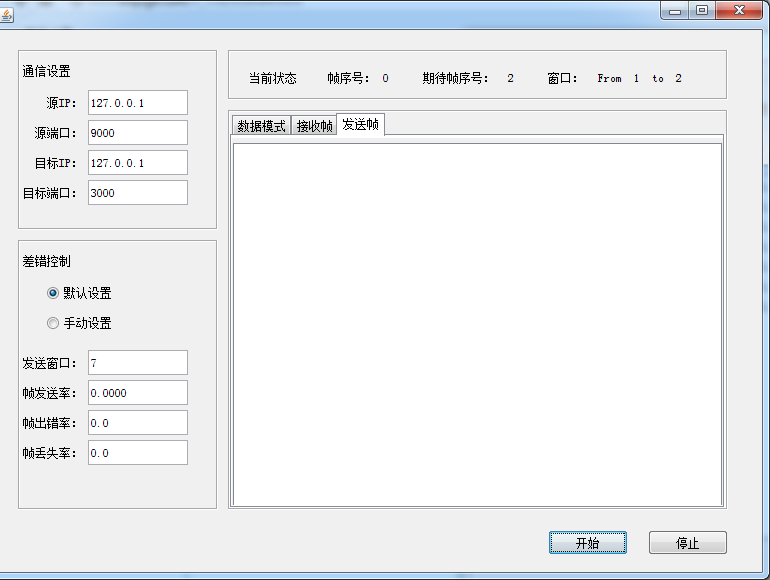 通信设置
源IP: 127.0.0.1
源端口: 9000
目标IP: 127.0.0.1
目标端口: 3000
差错控制
默认设置
手动设置
发送窗口: 7
帧发送率: 0.0000
帧出错率: 0.0
帧丢失率: 0.0
当前状态 帧序号: 0 期待帧序号: 2 窗口: From 1 to 2
数据模式 接收帧 发送帧
开始 停止